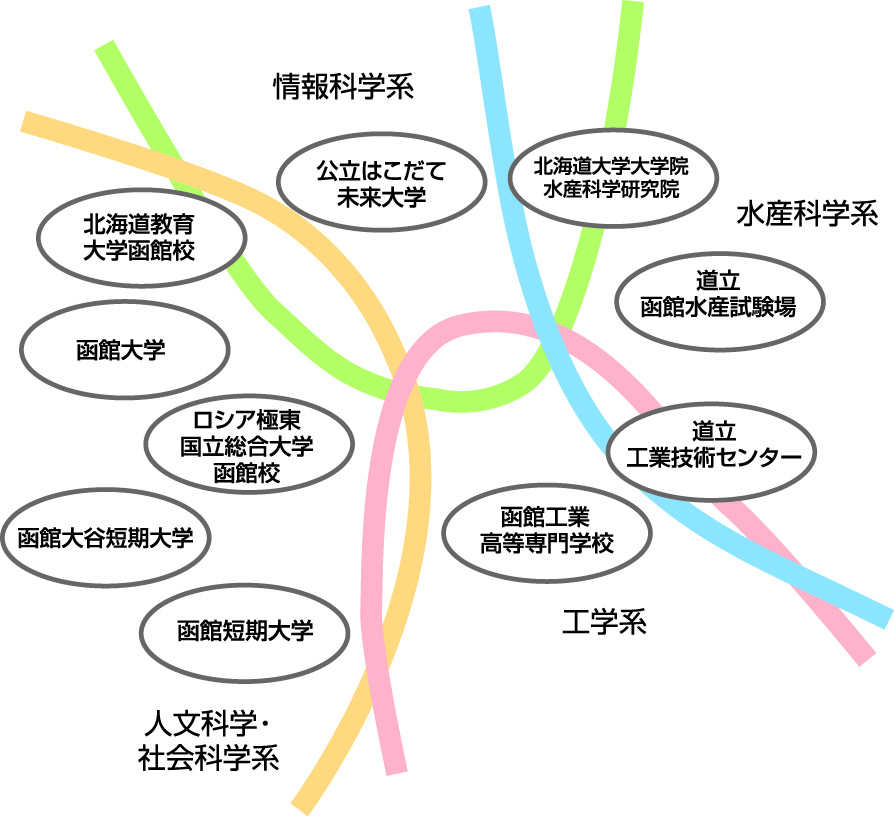 情報科学系
公立はこだて
未来大学
北海道大学大学院
水産科学研究院
水産科学系
北海道教育
大学函館校
道立
函館水産試験場
函館大学
ロシア極東
国立総合大学
函館校
道立
工業技術センター
函館大谷短期大学
函館工業
高等専門学校
函館短期大学
工学系
人文科学・
社会科学系